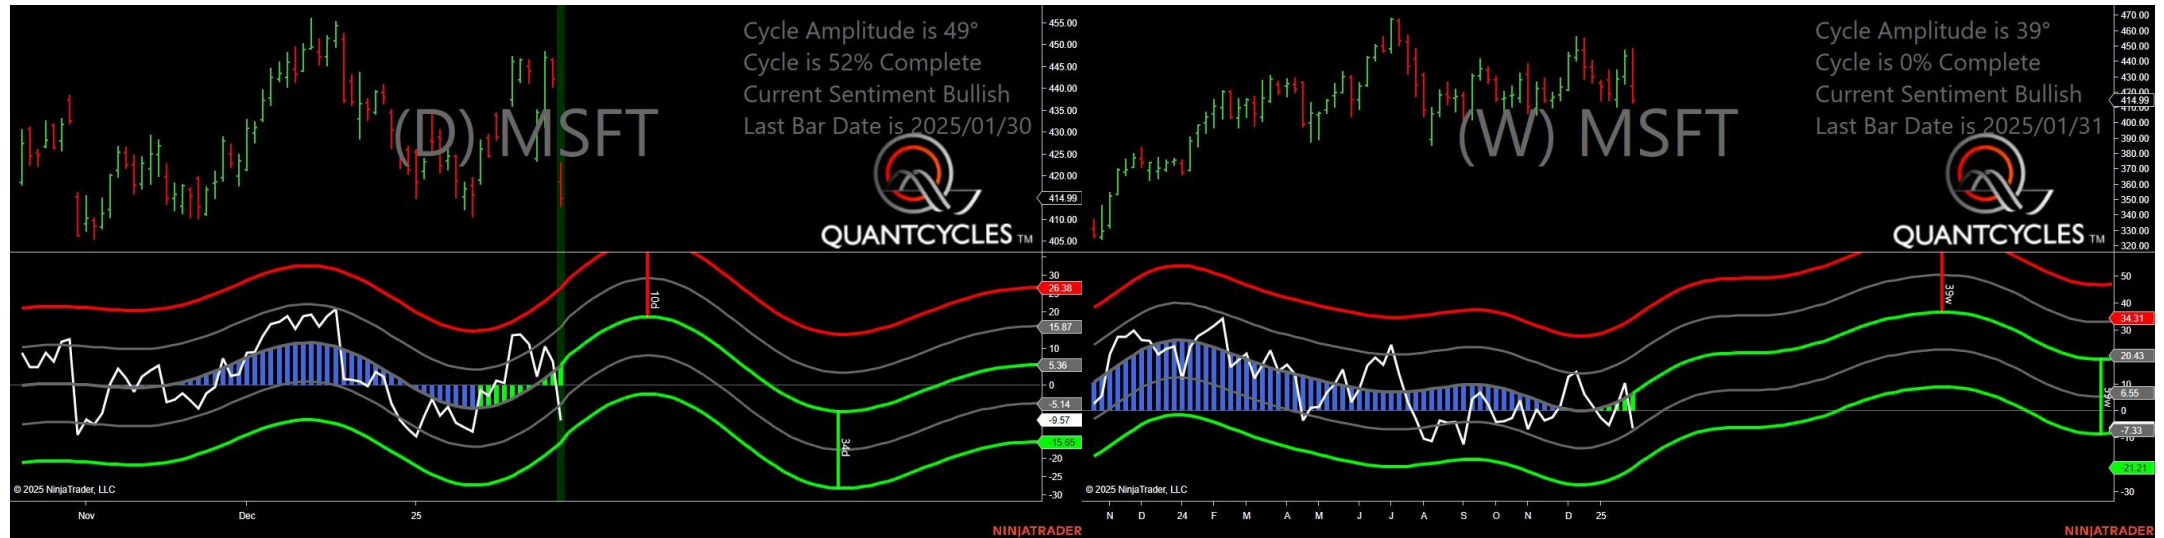 Cycle Amplitude is 49°
Cycle is 52% Complete
Current Sentiment Bullish
Last Bar Date is 2025/01/30
(D) MSFT
QUANTCYCLES TM
455.00
450.00
445.00
440.00
435.00
430.00
425.00
420.00
414.99
410.00
405.00
30
26.38
20
15.87
10
5.36
0
-5.14
-9.57
-15.65
-20
-25
-30
10d
34d
© 2025 NinjaTrader, LLC
Nov
Dec
25
NINJATRADER
Cycle Amplitude is 39°
Cycle is 0% Complete
Current Sentiment Bullish
Last Bar Date is 2025/01/31
(W) MSFT
QUANTCYCLES TM
470.00
460.00
450.00
440.00
430.00
420.00
414.99
410.00
400.00
390.00
380.00
370.00
360.00
350.00
340.00
330.00
320.00
50
40
34.31
30
20.43
10
6.55
0
-7.33
-10
-21.21
-30
39w
59w
© 2025 NinjaTrader, LLC
N D 24 F M A M J J A S O N D 25
NINJATRADER